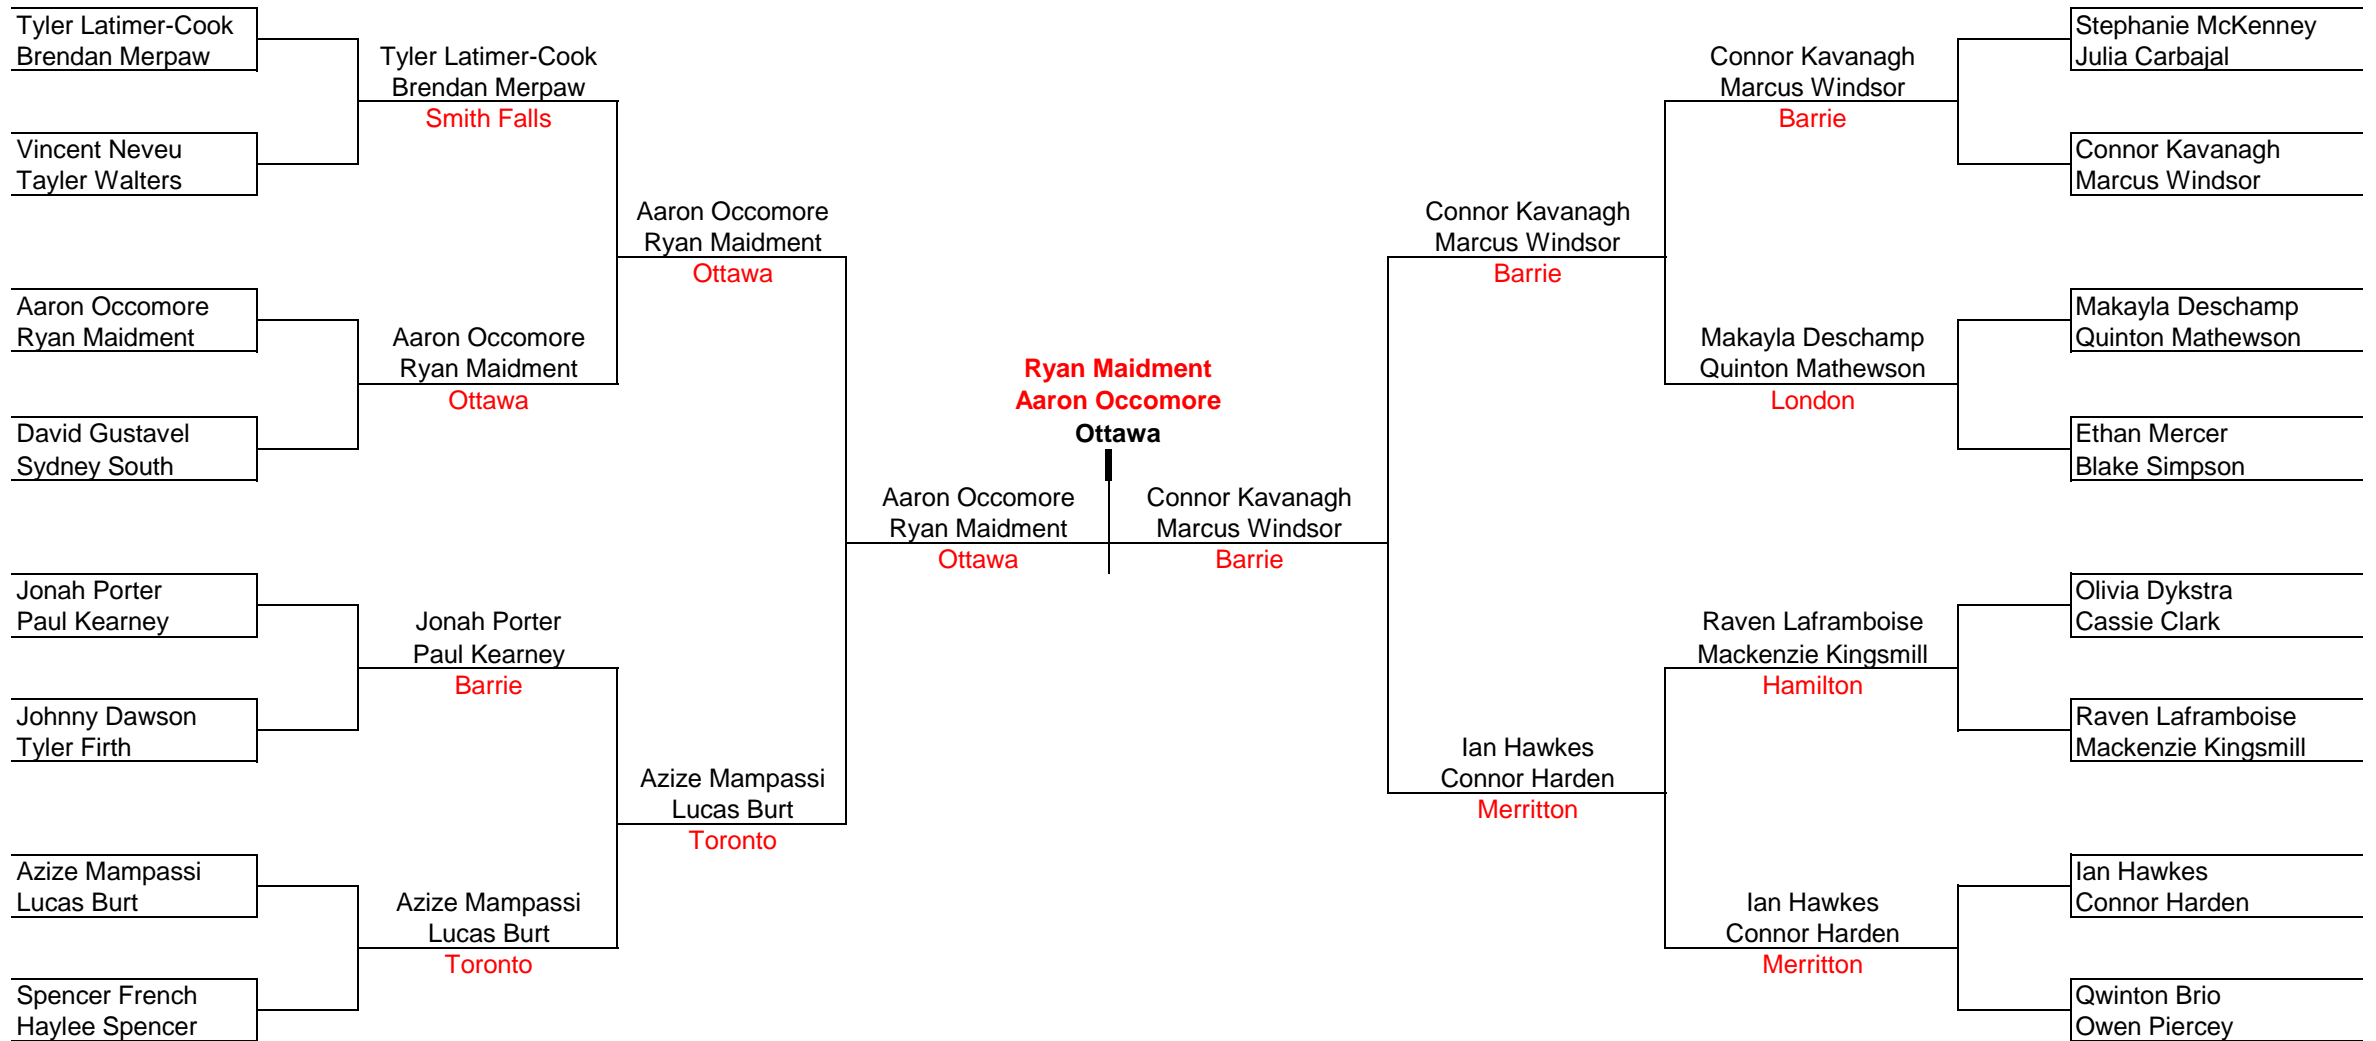 Tyler Latimer-Cook
Brendan Merpaw
Vincent Neveu
Tayler Walters
Aaron Occomore
Ryan Maidment
David Gustavel
Sydney South
Jonah Porter
Paul Kearney
Johnny Dawson
Tyler Firth
Azize Mampassi
Lucas Burt
Spencer French
Haylee Spencer
Tyler Latimer-Cook
Brendan Merpaw
Smith Falls
Aaron Occomore
Ryan Maidment
Ottawa
Jonah Porter
Paul Kearney
Barrie
Azize Mampassi
Lucas Burt
Toronto
Aaron Occomore
Ryan Maidment
Ottawa
Azize Mampassi
Lucas Burt
Toronto
Aaron Occomore
Ryan Maidment
Ottawa
Ryan Maidment
Aaron Occomore
Ottawa
Connor Kavanagh
Marcus Windsor
Barrie
Connor Kavanagh
Marcus Windsor
Barrie
Ian Hawkes
Connor Harden
Merritton
Connor Kavanagh
Marcus Windsor
Barrie
Makayla Deschamp
Quinton Mathewson
London
Raven Laframboise
Mackenzie Kingsmill
Hamilton
Ian Hawkes
Connor Harden
Merritton
Stephanie McKenney
Julia Carbajal
Connor Kavanagh
Marcus Windsor
Makayla Deschamp
Quinton Mathewson
Ethan Mercer
Blake Simpson
Olivia Dykstra
Cassie Clark
Raven Laframboise
Mackenzie Kingsmill
Ian Hawkes
Connor Harden
Qwinton Brio
Owen Piercey